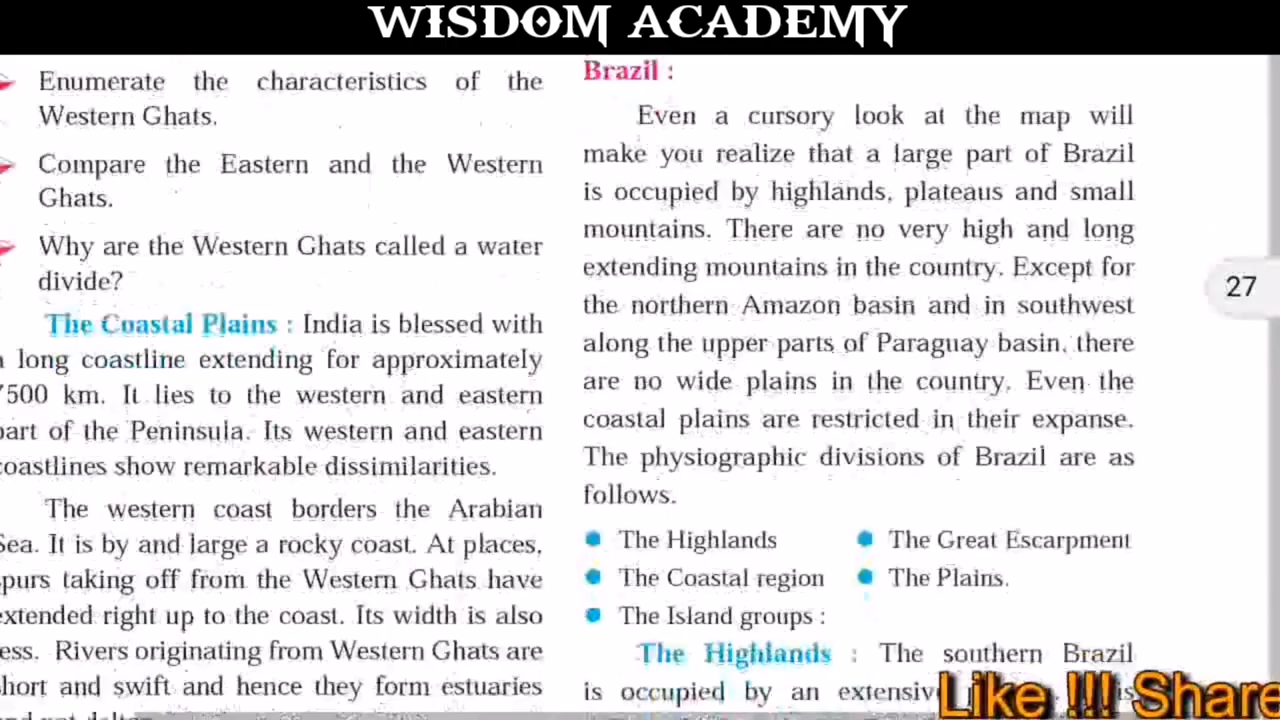 WISDOM ACADEMY
Enumerate the characteristics of the
Western Ghats.
Compare the Eastern and the Western
Ghats.
Why are the Western Ghats called a water
divide?
The Coastal Plains : India is blessed with
long coastline extending for approximately
7500 km. It lies to the western and eastern
part of the Peninsula. Its western and eastern
coastlines show remarkable dissimilarities.
The western coast borders the Arabian
Sea. It is by and large a rocky coast. At places,
spurs taking off from the Western Ghats have
extended right up to the coast. Its width is also
less. Rivers originating from Western Ghats are
short and swift and hence they form estuaries
Brazil :
Even a cursory look at the map will
make you realize that a large part of Brazil
is occupied by highlands, plateaus and small
mountains. There are no very high and long
extending mountains in the country. Except for
the northern Amazon basin and in southwest
along the upper parts of Paraguay basin, there
are no wide plains in the country. Even the
coastal plains are restricted in their expanse.
The physiographic divisions of Brazil are as
follows.
The Highlands
The Great Escarpment
The Coastal region
The Plains.
The Island groups :
The Highlands : The southern Brazil
is occupied by an
27
Like !!! Share